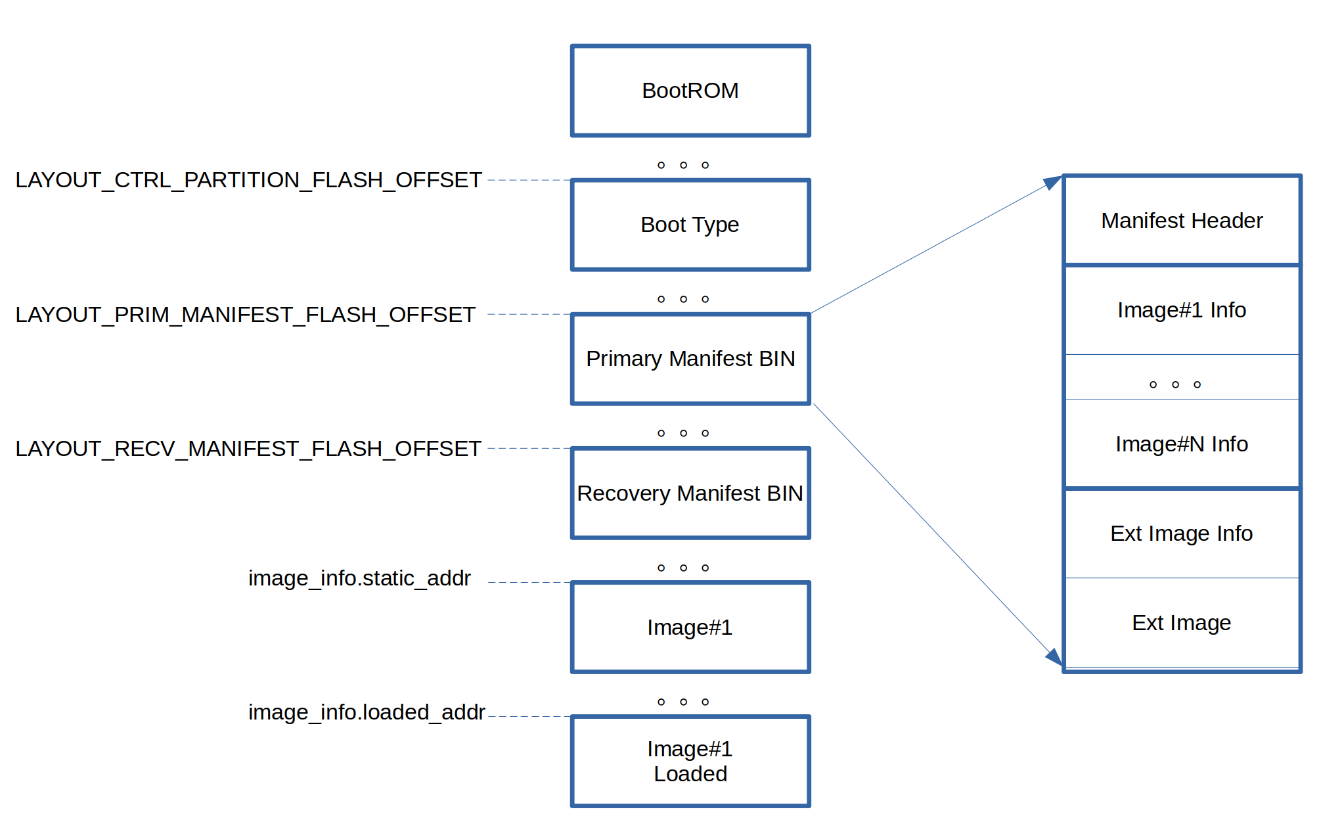 BootROM
LAYOUT_CTRL_PARTITION_FLASH_OFFSET
Boot Type
LAYOUT_PRIM_MANIFEST_FLASH_OFFSET
Primary Manifest BIN
LAYOUT_RECV_MANIFEST_FLASH_OFFSET
Recovery Manifest BIN
image_info.static_addr
Image#1
image_info.loaded_addr
Image#1
Loaded
Manifest Header
Image#1 Info
Image#N Info
Ext Image Info
Ext Image